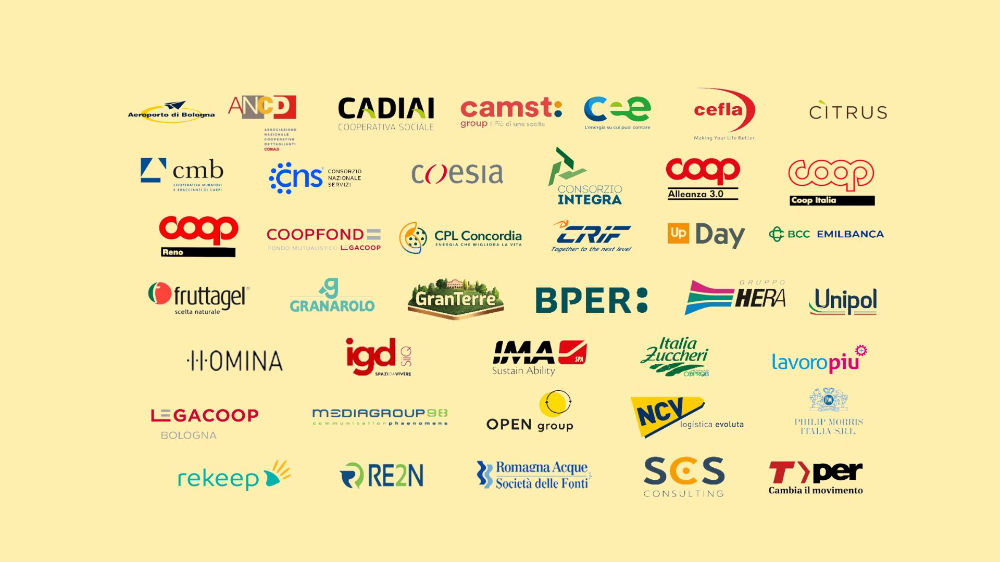 Aeroporto di Bologna
ANCD
ASSOCIAZIONE
NAZIONALE
COOPERATIVE
DETTAGLIANTI
CONAD
CADIAI
COOPERATIVA SOCIALE
camst:
group | Più di una scelta
cee
L'energia su cui puoi contare
cefla
Making Your Life Better.
CÌTRUS
cmb
COOPERATIVA MURATORI
E BRACCIANTI DI CARPI
cns®
CONSORZIO
NAZIONALE
SERVIZI
coesia
CONSORZIO
INTEGRA
coop
Alleanza 3.0
coop
Coop Italia
coop
Reno
COOPFOND
FONDO MUTUALISTICO LEGACOOP
CPL Concordia
ENERGIA CHE MIGLIORA LA VITA
CRIF
Together to the next level
Up Day
BCC EMILBANCA
fruttagel®
scelta naturale
g
GRANAROLO
GranTerre
BPER:
GRUPPO
HERA
Unipol
HOMINA
igd SIIQ
SPAZI DA VIVERE
IMA SPA
Sustain Ability
Italia
Zuccheri
COPROB
lavoropiu
LEGACOOP
BOLOGNA
MEDIAGROUP98
communicationphaenomena
OPEN group
NCV
logistica evoluta
PM
PHILIP MORRIS
ITALIA S.R.L.
rekeep
RE2N
Romagna Acque
Società delle Fonti
SCS
CONSULTING
Tper
Cambia il movimento